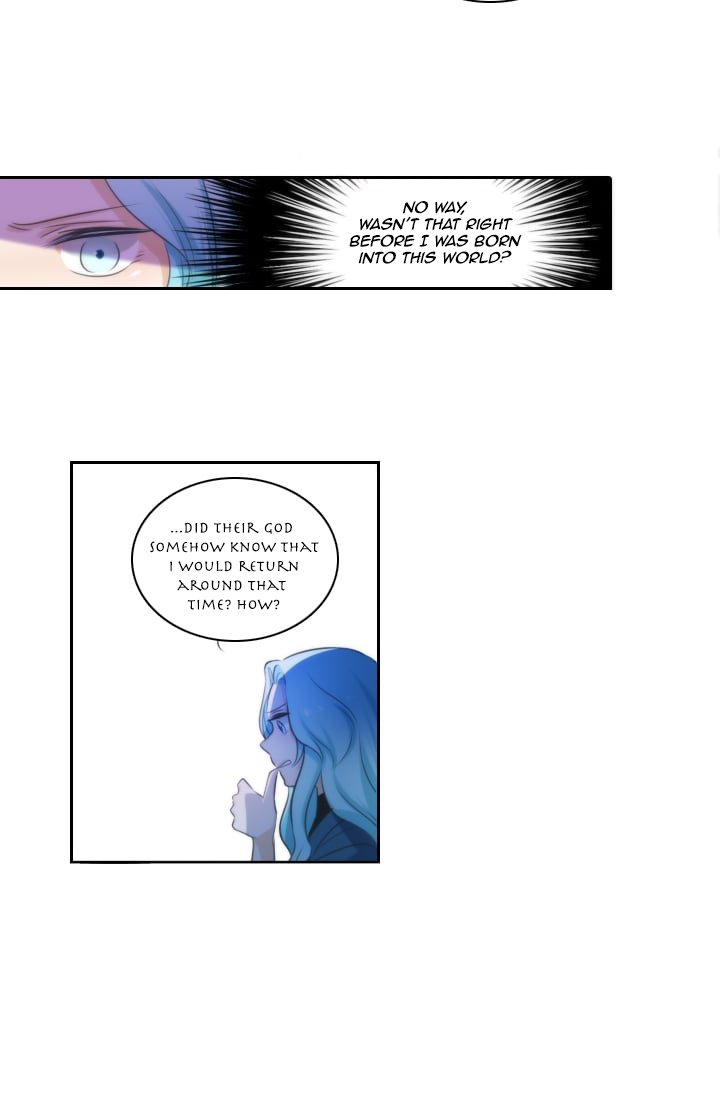 NO WAY,
WASN'T THAT RIGHT
BEFORE I WAS BORN
INTO THIS WORLD?
...DID THEIR GOD
SOMEHOW KNOW THAT
I WOULD RETURN
AROUND THAT
TIME? HOW?